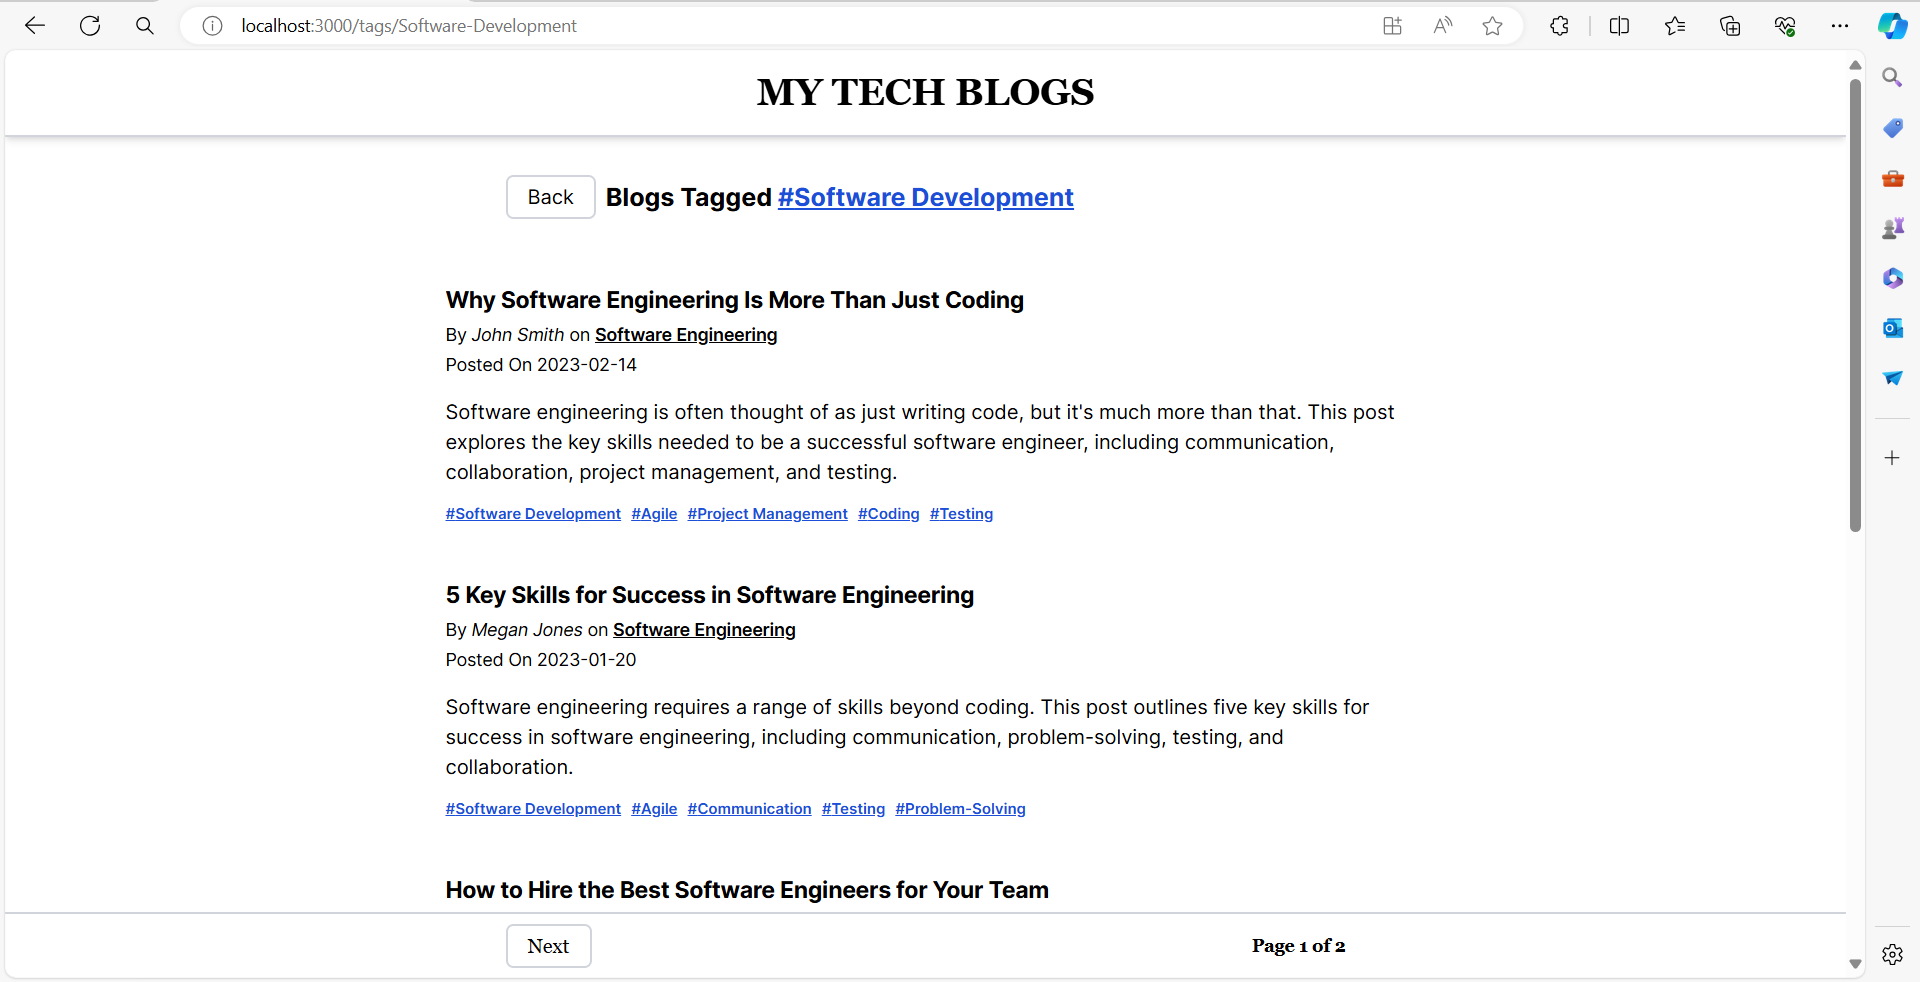 localhost:3000/tags/Software-Development
MY TECH BLOGS
Back Blogs Tagged #Software Development
Why Software Engineering Is More Than Just Coding
By John Smith on Software Engineering
Posted On 2023-02-14
Software engineering is often thought of as just writing code, but it's much more than that. This post
explores the key skills needed to be a successful software engineer, including communication,
collaboration, project management, and testing.
#Software Development #Agile #Project Management #Coding #Testing
5 Key Skills for Success in Software Engineering
By Megan Jones on Software Engineering
Posted On 2023-01-20
Software engineering requires a range of skills beyond coding. This post outlines five key skills for
success in software engineering, including communication, problem-solving, testing, and
collaboration.
#Software Development #Agile #Communication #Testing #Problem-Solving
How to Hire the Best Software Engineers for Your Team
Next Page 1 of 2